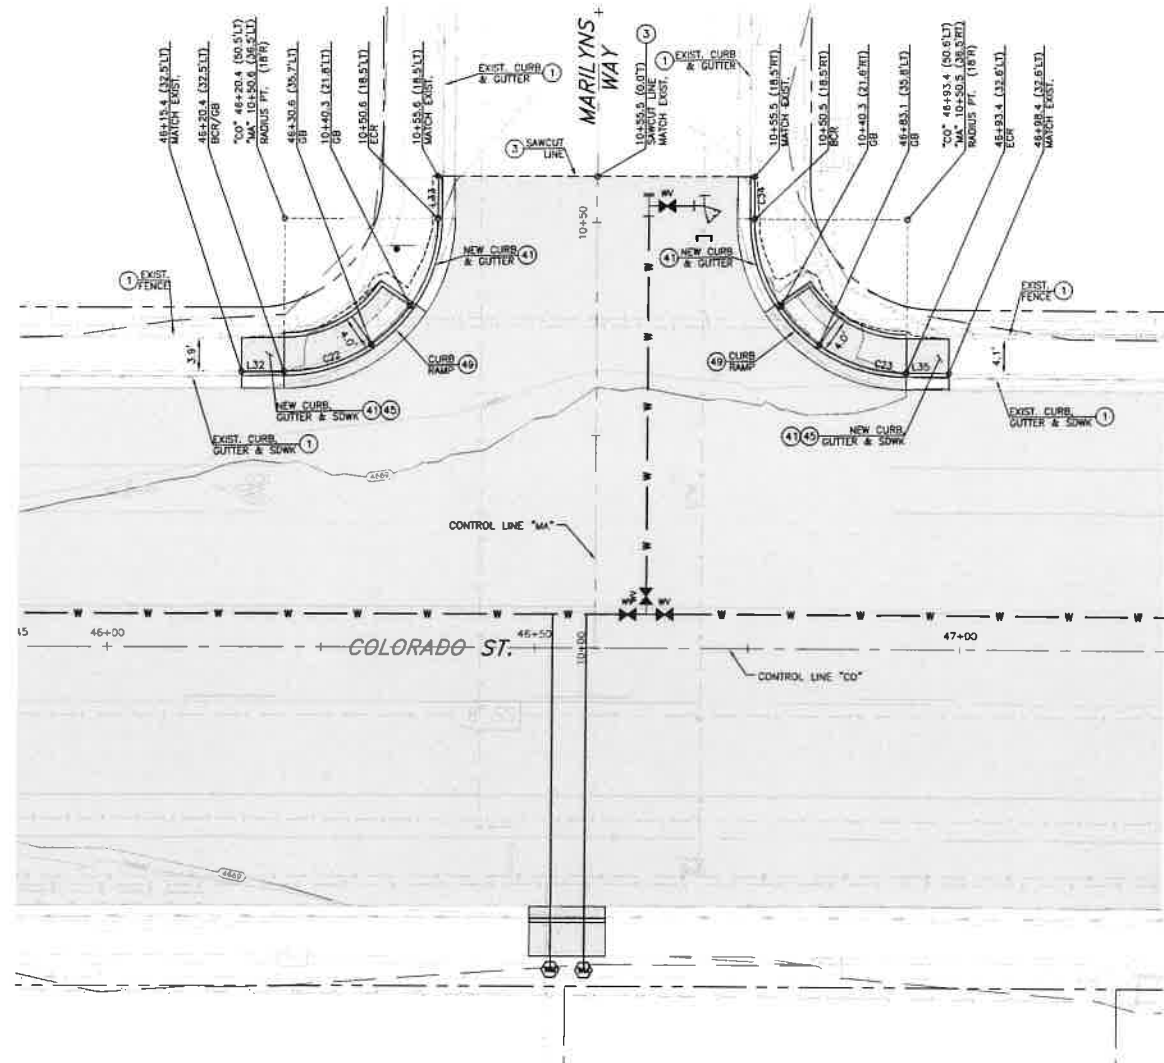 46+15.4 (32.5'LT)
MATCH EXIST.
46+20.4 (32.5'LT)
BCR/GB
"CO" 46+20.4 (50.5'LT)
"MA" 10+50.6 (36.5'LT)
RADIUS PT. (18'R)
46+30.6 (35.7'LT)
GB
10+40.3 (21.8'LT)
GB
10+50.6 (18.5'LT)
ECR
10+55.6 (18.5'LT)
MATCH EXIST.
EXIST. CURB
& GUTTER 1
MARILYNS
WAY
3
10+55.5 (0.0'LT)
SAWCUT LINE
MATCH EXIST.
1 EXIST. CURB
& GUTTER
10+55.5 (18.5'RT)
MATCH EXIST.
10+50.5 (18.5'RT)
BCR
10+40.3 (21.6'RT)
GB
46+83.1 (35.8'LT)
GB
"CO" 46+93.4 (50.6'LT)
"MA" 10+50.5 (36.5'RT)
RADIUS PT. (18'R)
46+93.4 (32.6'LT)
ECR
46+98.4 (32.6'LT)
MATCH EXIST.
3 SAWCUT
LINE
L33
L34
WV
10+50
W
NEW CURB
& GUTTER 41
41 NEW CURB
& GUTTER
1 EXIST.
FENCE
EXIST. 1
FENCE
3.9'
L32
C22
4.0'
CURB
RAMP 49
49 CURB
RAMP
4.0'
C23
L35
4.1'
W
NEW CURB,
GUTTER & SDWK 41 45
EXIST. CURB,
GUTTER & SDWK 1
41 45 NEW CURB,
GUTTER & SDWK
EXIST. CURB,
GUTTER & SDWK 1
W
4669
W
CONTROL LINE "MA"
W
WV
WV
WV
W W W W W W W W W W W W W W W
45
46+00
46+50
10+00
47+00
COLORADO ST.
CONTROL LINE "CO"
4669